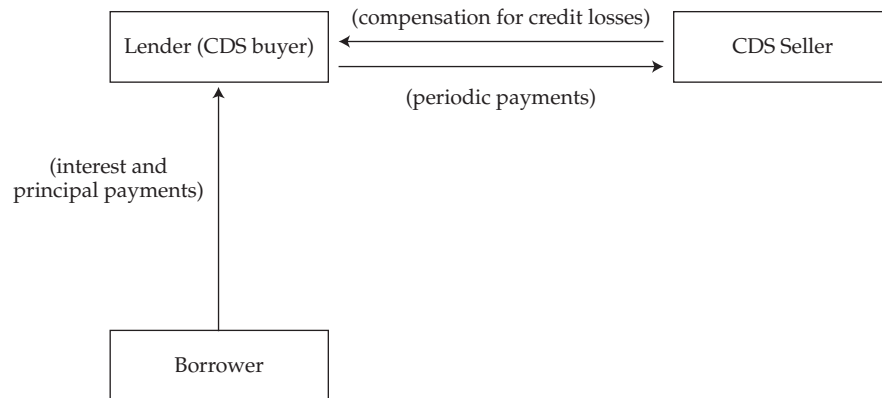 (compensation for credit losses)
Lender (CDS buyer)
CDS Seller
(periodic payments)
(interest and
principal payments)
Borrower